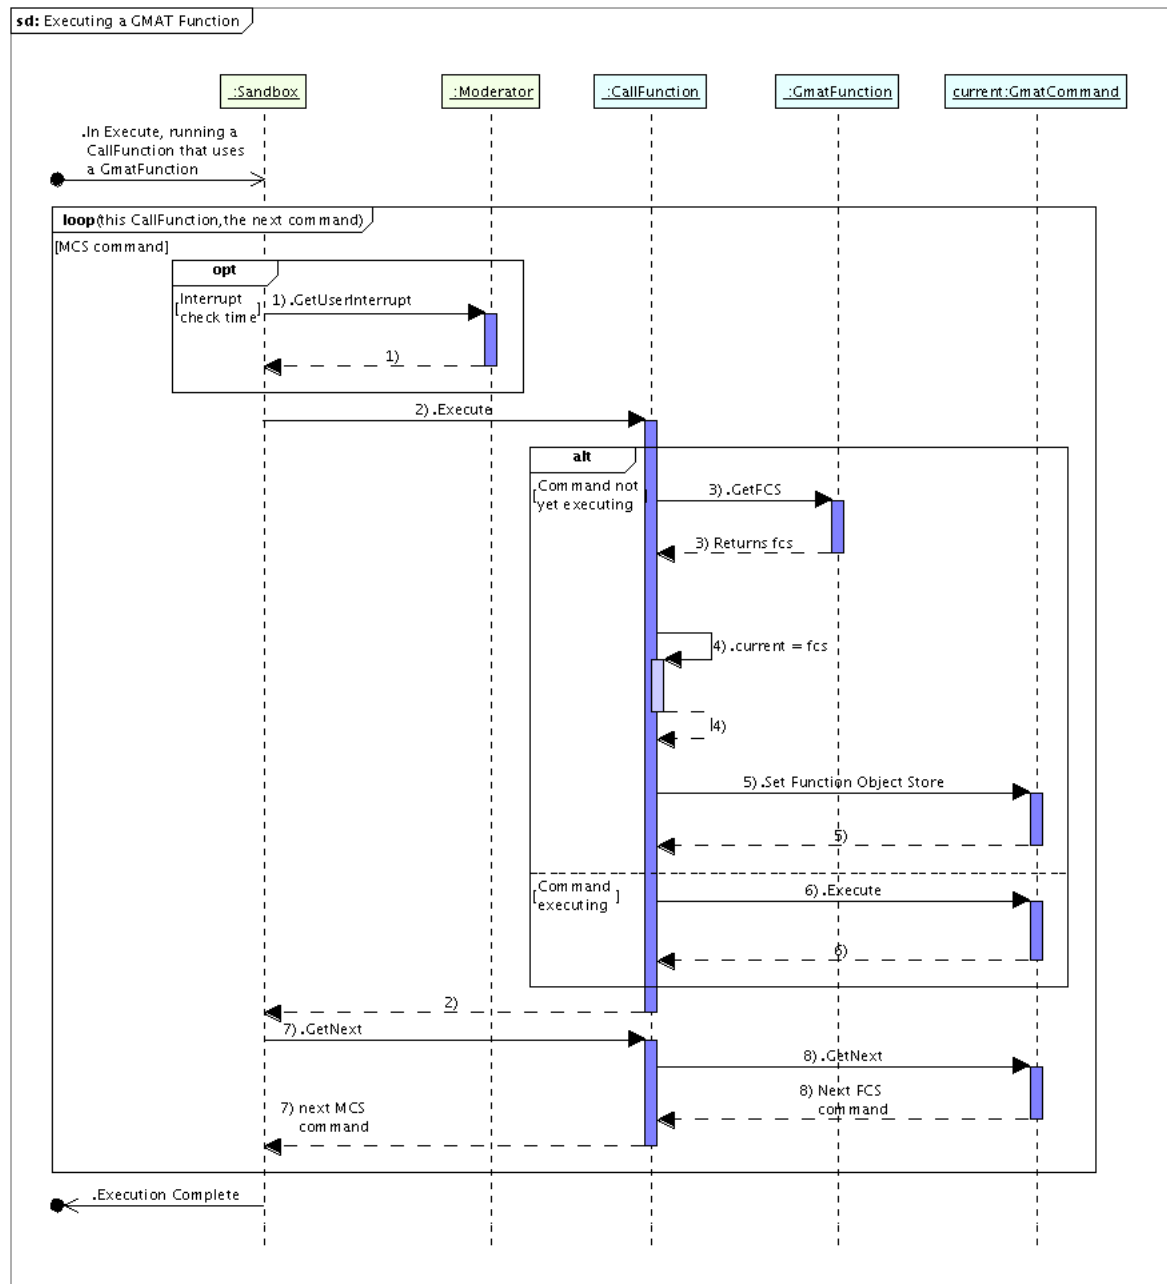 sd: Executing a GMAT Function
:Sandbox
:Moderator
:CallFunction
:GmatFunction
current:GmatCommand
.In Execute, running a
CallFunction that uses
a GmatFunction
loop(this CallFunction,the next command)
[MCS command]
opt
[Interrupt
check time]
1).GetUserInterrupt
1)
2).Execute
alt
[Command not
yet executing]
3).GetFCS
3) Returns fcs
4).current = fcs
4)
5).Set Function Object Store
5)
[Command
executing]
6).Execute
6)
2)
7).GetNext
8).GetNext
8) Next FCS
command
7) next MCS
command
.Execution Complete